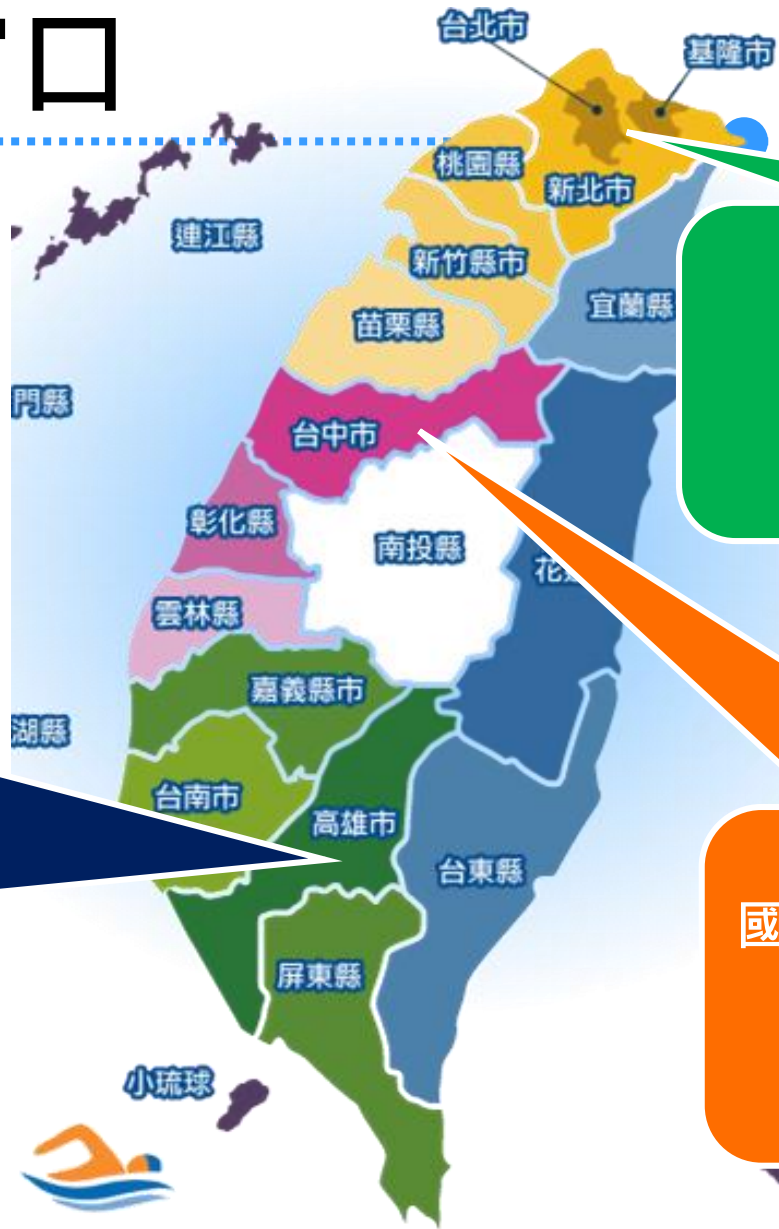 口
台北市
基隆市
桃園縣
新北市
連江縣
新竹縣市
宜蘭縣
苗栗縣
門縣
台中市
彰化縣
南投縣
花
雲林縣
嘉義縣市
湖縣
台南市
高雄市
台東縣
國
屏東縣
小琉球